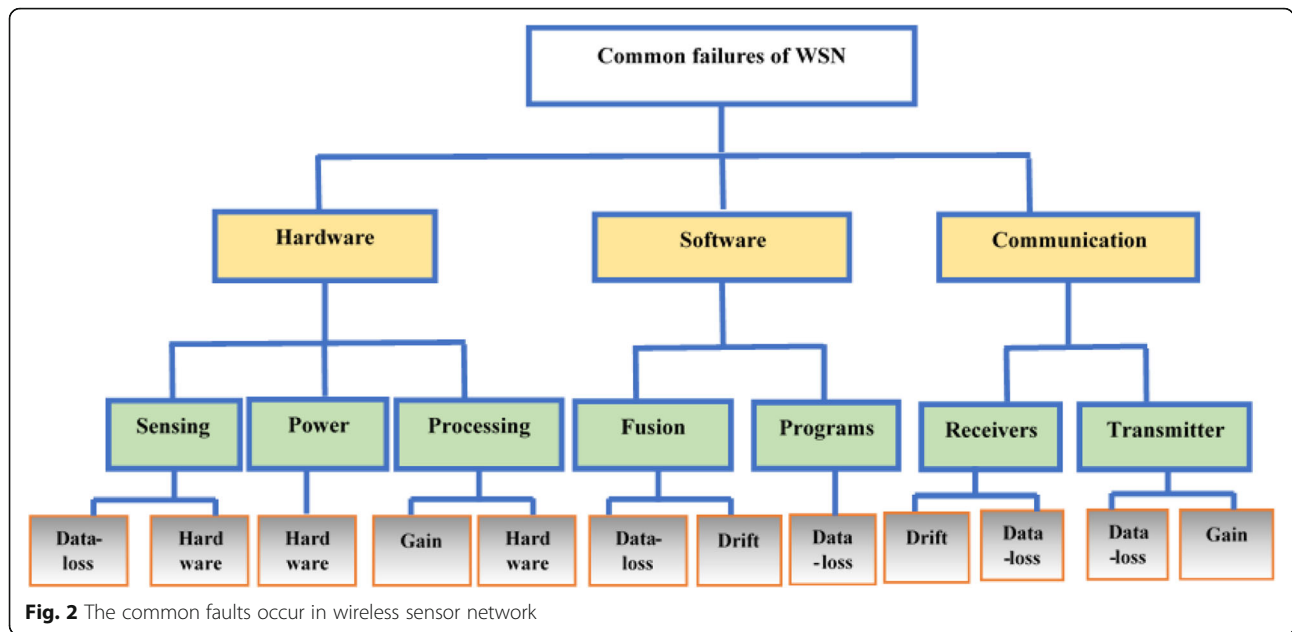 Common failures of WSN
Hardware
Software
Communication
Sensing
Power
Processing
Fusion
Programs
Receivers
Transmitter
Data-
loss
Hard
ware
Hard
ware
Gain
Hard
ware
Data-
loss
Drift
Data
-loss
Drift
Data
-loss
Data
-loss
Gain
Fig. 2 The common faults occur in wireless sensor network